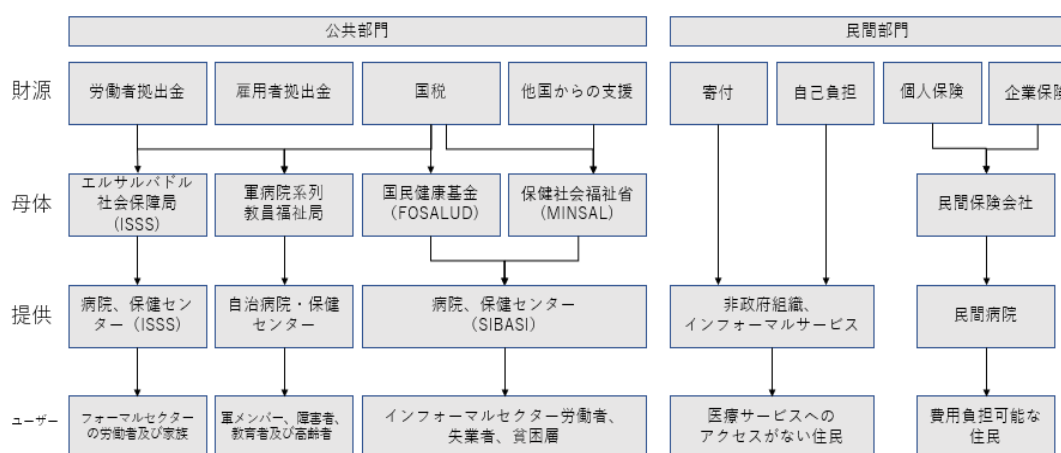 公共部門
民間部門
財源
労働者拠出金
雇用者拠出金
国税
他国からの支援
寄付
自己負担
個人保険
企業保険
母体
エルサルバドル
社会保障局
(ISSS)
軍病院系列
教員福祉局
国民健康基金
(FOSALUD)
保健社会福祉省
(MINSAL)
民間保険会社
提供
病院、保健セン
ター（ISSS）
自治病院・保健
センター
病院、保健センター
(SIBASI)
非政府組織、
インフォーマルサービス
民間病院
ユーザー
フォーマルセクター
の労働者及び家族
軍メンバー、障害者、
教育者及び高齢者
インフォーマルセクター労働者、
失業者、貧困層
医療サービスへの
アクセスがない住民
費用負担可能な
住民